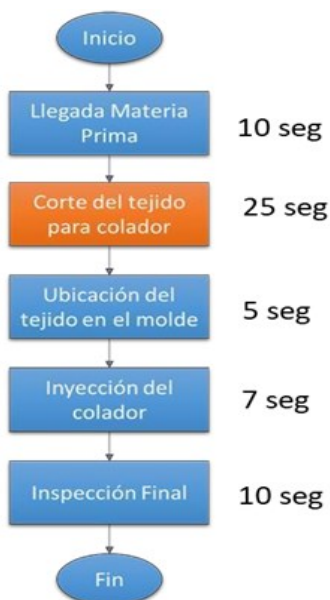 Inicio
Llegada Materia
Prima
10 seg
Corte del tejido
para colador
25 seg
Ubicación del
tejido en el molde
5 seg
Inyección del
colador
7 seg
Inspección Final
10 seg
Fin